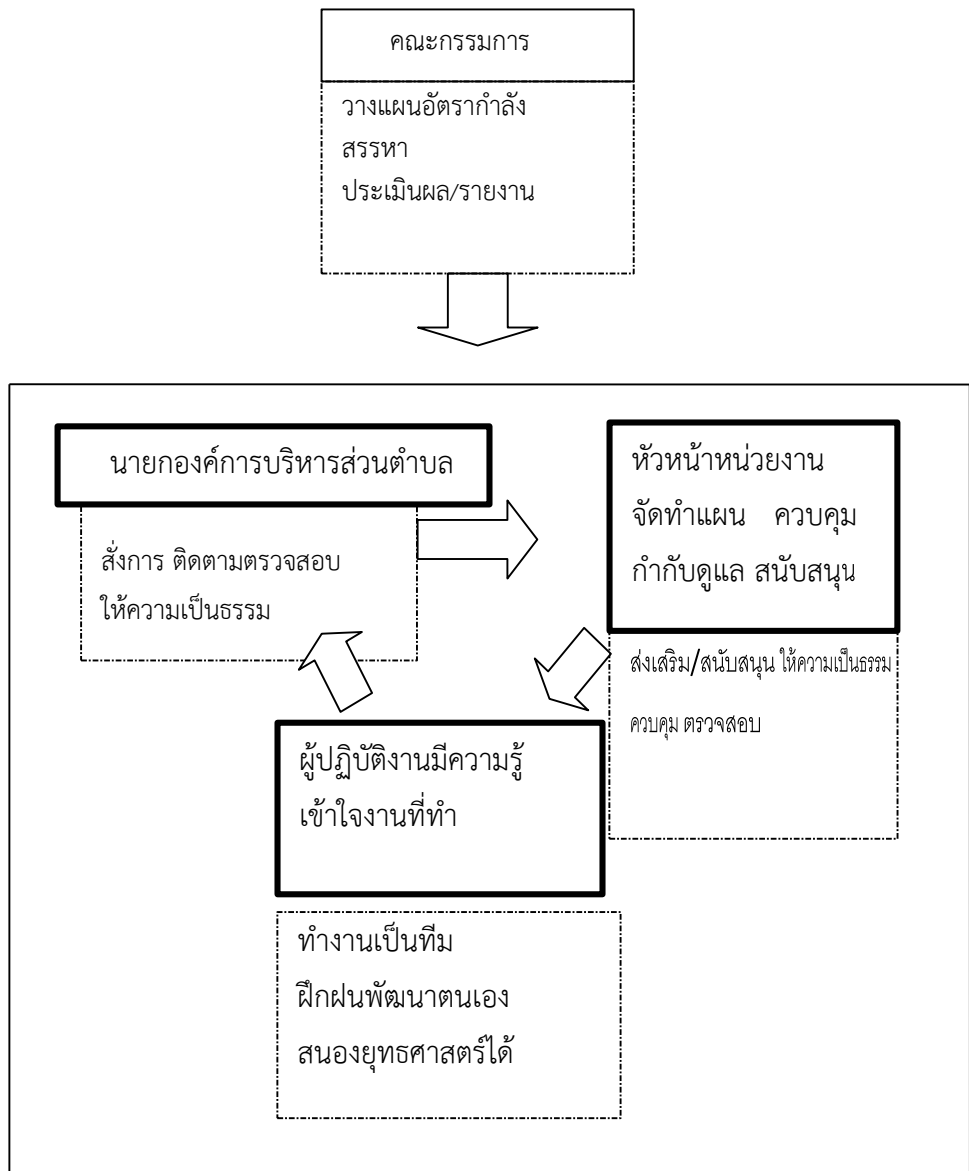 คณะกรรมการ
วางแผนอัตรากำลัง
สรรหา
ประเมินผล/รายงาน
นายกองค์การบริหารส่วนตำบล
สั่งการ ติดตามตรวจสอบ
ให้ความเป็นธรรม
หัวหน้าหน่วยงาน
จัดทำแผน ควบคุม
กำกับดูแล สนับสนุน
ส่งเสริม/สนับสนุน ให้ความเป็นธรรม
ควบคุม ตรวจสอบ
ผู้ปฏิบัติงานมีความรู้
เข้าใจงานที่ทำ
ทำงานเป็นทีม
ฝึกฝนพัฒนาตนเอง
สนองยุทธศาสตร์ได้